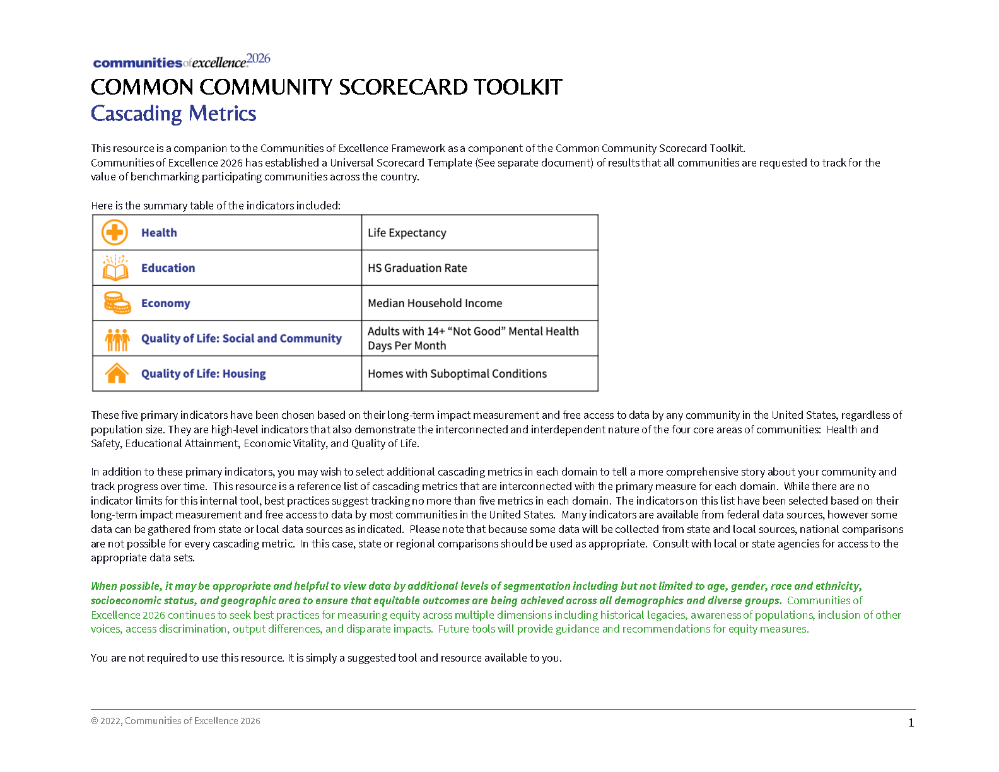 communitiesofexcellence2026
COMMON COMMUNITY SCORECARD TOOLKIT
Cascading Metrics
This resource is a companion to the Communities of Excellence Framework as a component of the Common Community Scorecard Toolkit.
Communities of Excellence 2026 has established a Universal Scorecard Template (See separate document) of results that all communities are requested to track for the
value of benchmarking participating communities across the country.
Here is the summary table of the indicators included:
Health
Life Expectancy
Education
HS Graduation Rate
Economy
Median Household Income
Quality of Life: Social and Community
Adults with 14+ “Not Good” Mental Health
Days Per Month
Quality of Life: Housing
Homes with Suboptimal Conditions
These five primary indicators have been chosen based on their long-term impact measurement and free access to data by any community in the United States, regardless of
population size. They are high-level indicators that also demonstrate the interconnected and interdependent nature of the four core areas of communities:  Health and
Safety, Educational Attainment, Economic Vitality, and Quality of Life.
In addition to these primary indicators, you may wish to select additional cascading metrics in each domain to tell a more comprehensive story about your community and
track progress over time.  This resource is a reference list of cascading metrics that are interconnected with the primary measure for each domain.  While there are no
indicator limits for this internal tool, best practices suggest tracking no more than five metrics in each domain.  The indicators on this list have been selected based on their
long-term impact measurement and free access to data by most communities in the United States.  Many indicators are available from federal data sources, however some
data can be gathered from state or local data sources as indicated.  Please note that because some data will be collected from state and local sources, national comparisons
are not possible for every cascading metric.  In this case, state or regional comparisons should be used as appropriate.  Consult with local or state agencies for access to the
appropriate data sets.
When possible, it may be appropriate and helpful to view data by additional levels of segmentation including but not limited to age, gender, race and ethnicity,
socioeconomic status, and geographic area to ensure that equitable outcomes are being achieved across all demographics and diverse groups.  Communities of
Excellence 2026 continues to seek best practices for measuring equity across multiple dimensions including historical legacies, awareness of populations, inclusion of other
voices, access discrimination, output differences, and disparate impacts.  Future tools will provide guidance and recommendations for equity measures.
You are not required to use this resource. It is simply a suggested tool and resource available to you.
© 2022, Communities of Excellence 2026
1